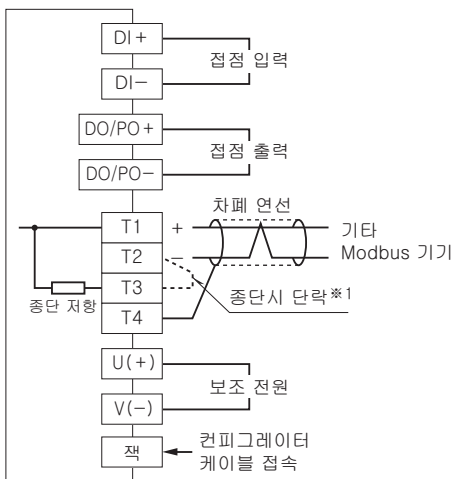 DI+
접점 입력
DI−
DO/PO+
접점 출력
DO/PO−
차폐 연선
T1 +
기타
Modbus 기기
T2 −
T3
종단시 단락※1
종단 저항
T4
U(+)
보조 전원
V(−)
잭
컨피그레이터
케이블 접속